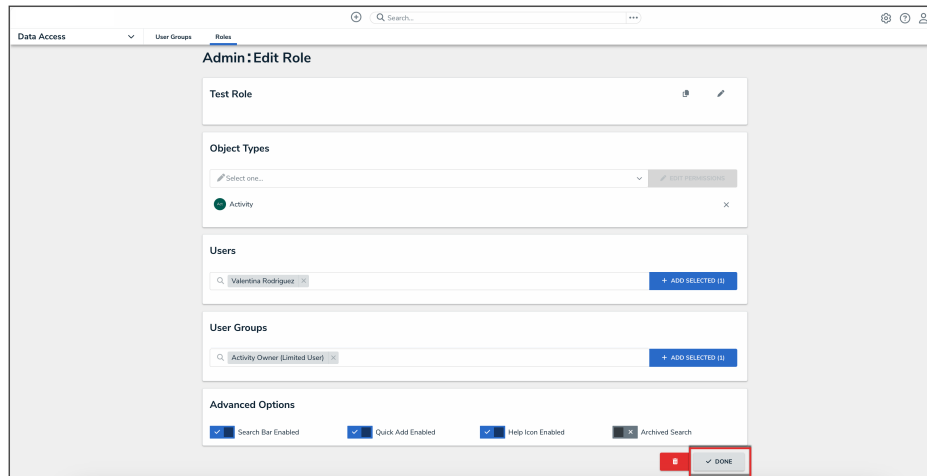 Search...
Data Access
User Groups
Roles
Admin:Edit Role
Test Role
Object Types
Select one...
EDIT PERMISSIONS
Activity
Users
Valentina Rodriguez
+ ADD SELECTED (1)
User Groups
Activity Owner (Limited User)
+ ADD SELECTED (1)
Advanced Options
Search Bar Enabled
Quick Add Enabled
Help Icon Enabled
Archived Search
DONE